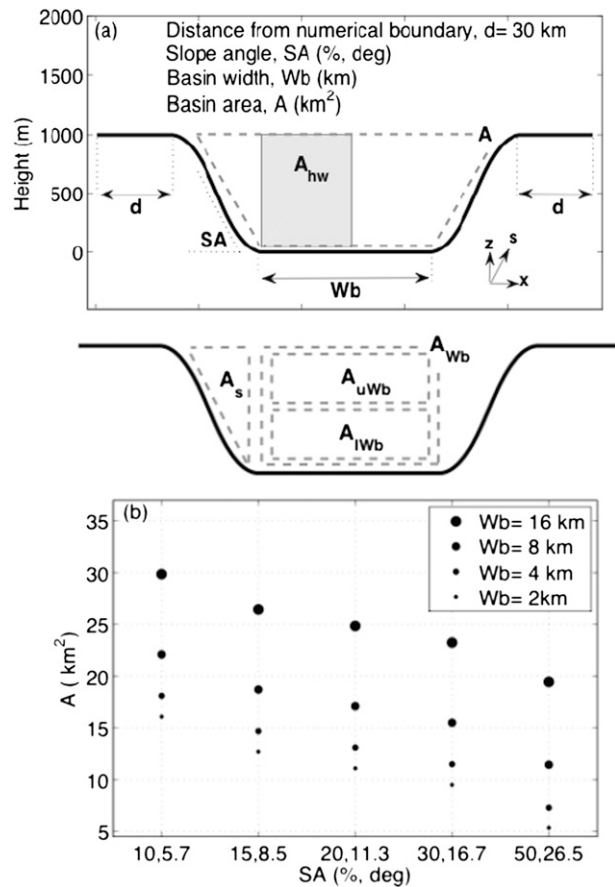 (a)
Distance from numerical boundary, d= 30 km
Slope angle, SA (%, deg)
Basin width, Wb (km)
Basin area, A (km²)
2000
1500
1000
500
0
Height (m)
A
A_hw
d
d
SA
Wb
z
s
x
A_Wb
A_s
A_uWb
A_lWb
(b)
Wb= 16 km
Wb= 8 km
Wb= 4 km
Wb= 2km
35
30
25
20
15
10
5
A ( km²)
10,5.7 15,8.5 20,11.3 30,16.7 50,26.5
SA (%, deg)